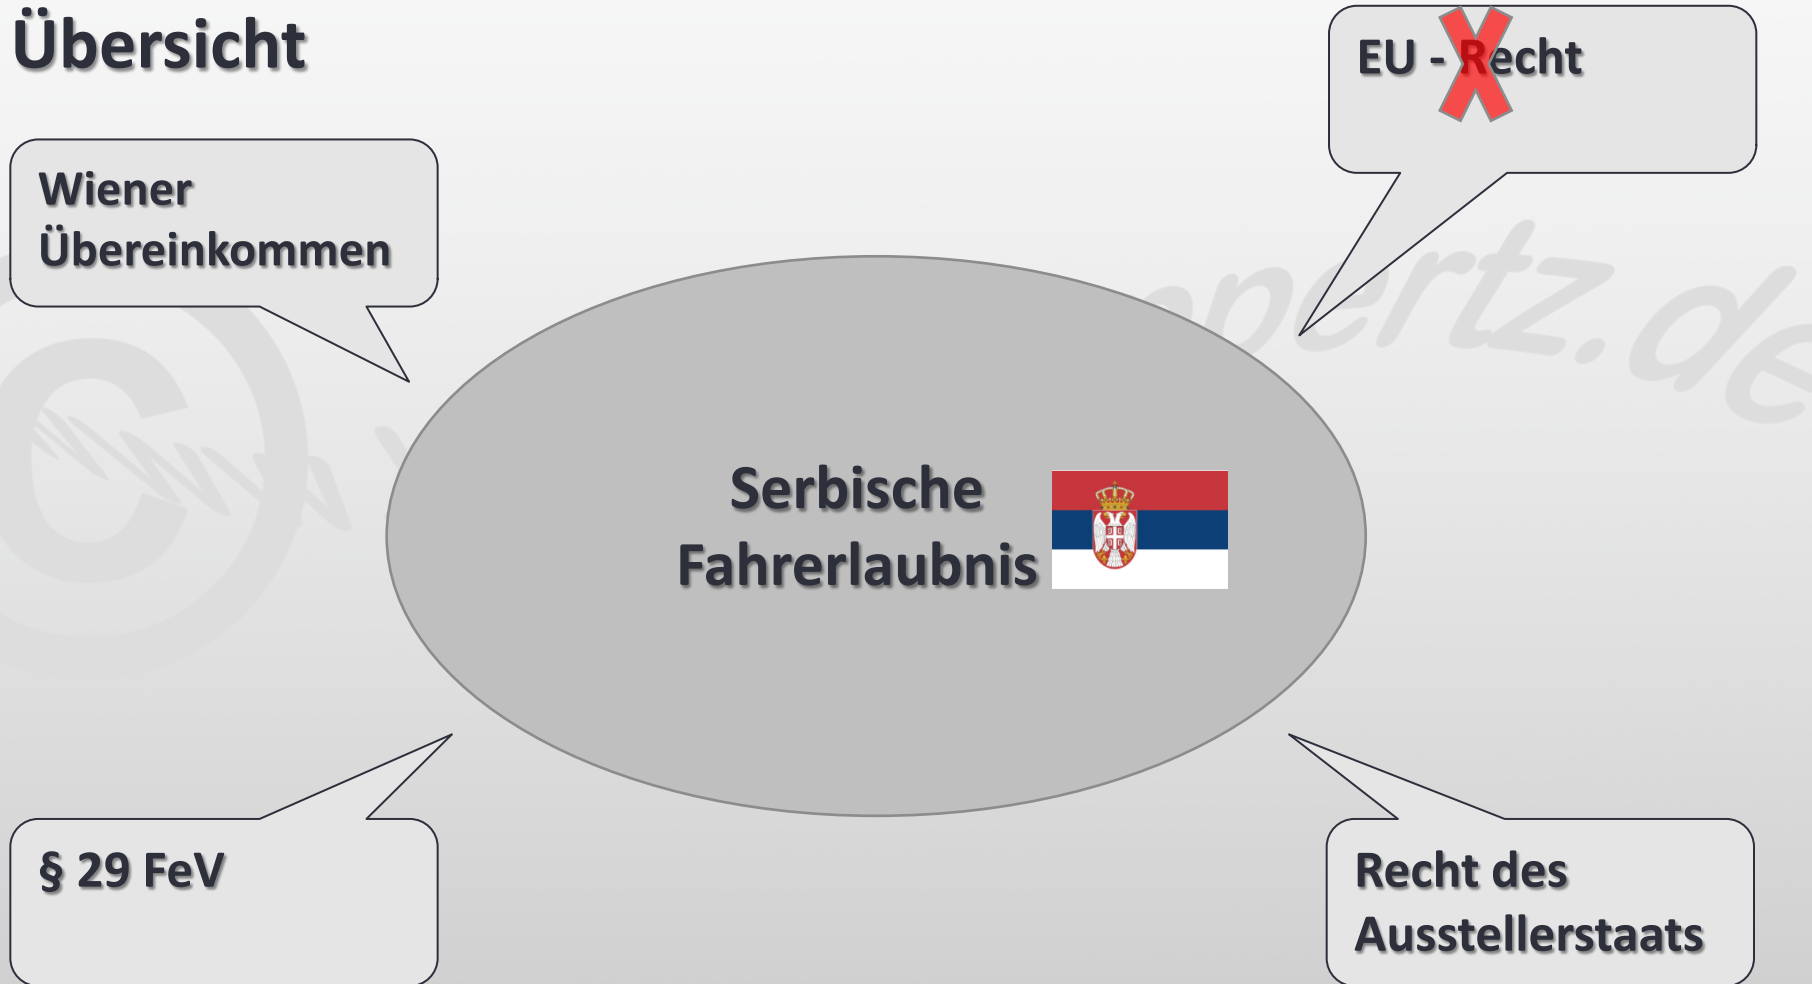 Übersicht
EU - Recht
Wiener
Übereinkommen
Serbische
Fahrerlaubnis
§ 29 FeV
Recht des
Ausstellerstaats